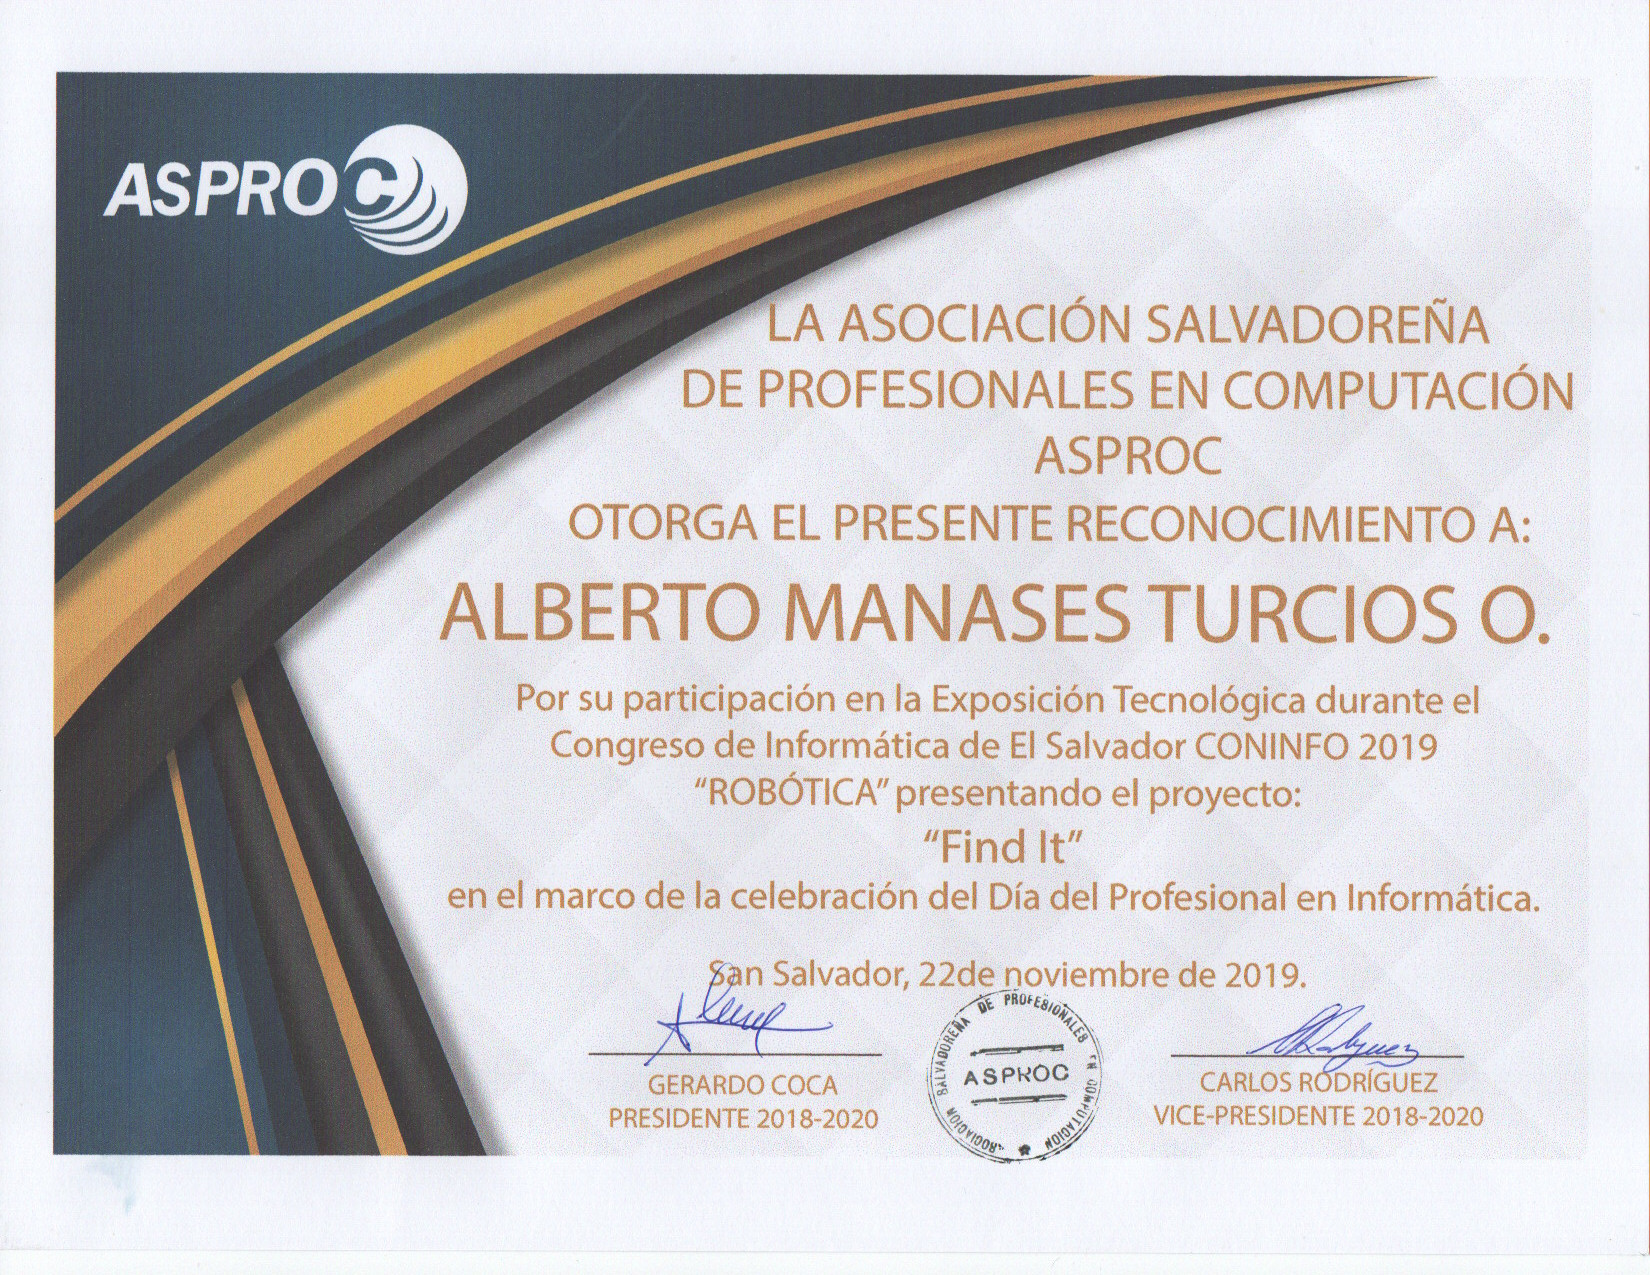 ASPROC
LA ASOCIACIÓN SALVADOREÑA
DE PROFESIONALES EN COMPUTACIÓN
ASPROC
OTORGA EL PRESENTE RECONOCIMIENTO A:
ALBERTO MANASES TURCIOS O.
Por su participación en la Exposición Tecnológica durante el
Congreso de Informática de El Salvador CONINFO 2019
“ROBÓTICA” presentando el proyecto:
“Find It”
en el marco de la celebración del Día del Profesional en Informática.
San Salvador, 22de noviembre de 2019.
GERARDO COCA
PRESIDENTE 2018-2020
ASOCIACION SALVADOREÑA DE PROFESIONALES EN COMPUTACION
ASPROC
CARLOS RODRÍGUEZ
VICE-PRESIDENTE 2018-2020